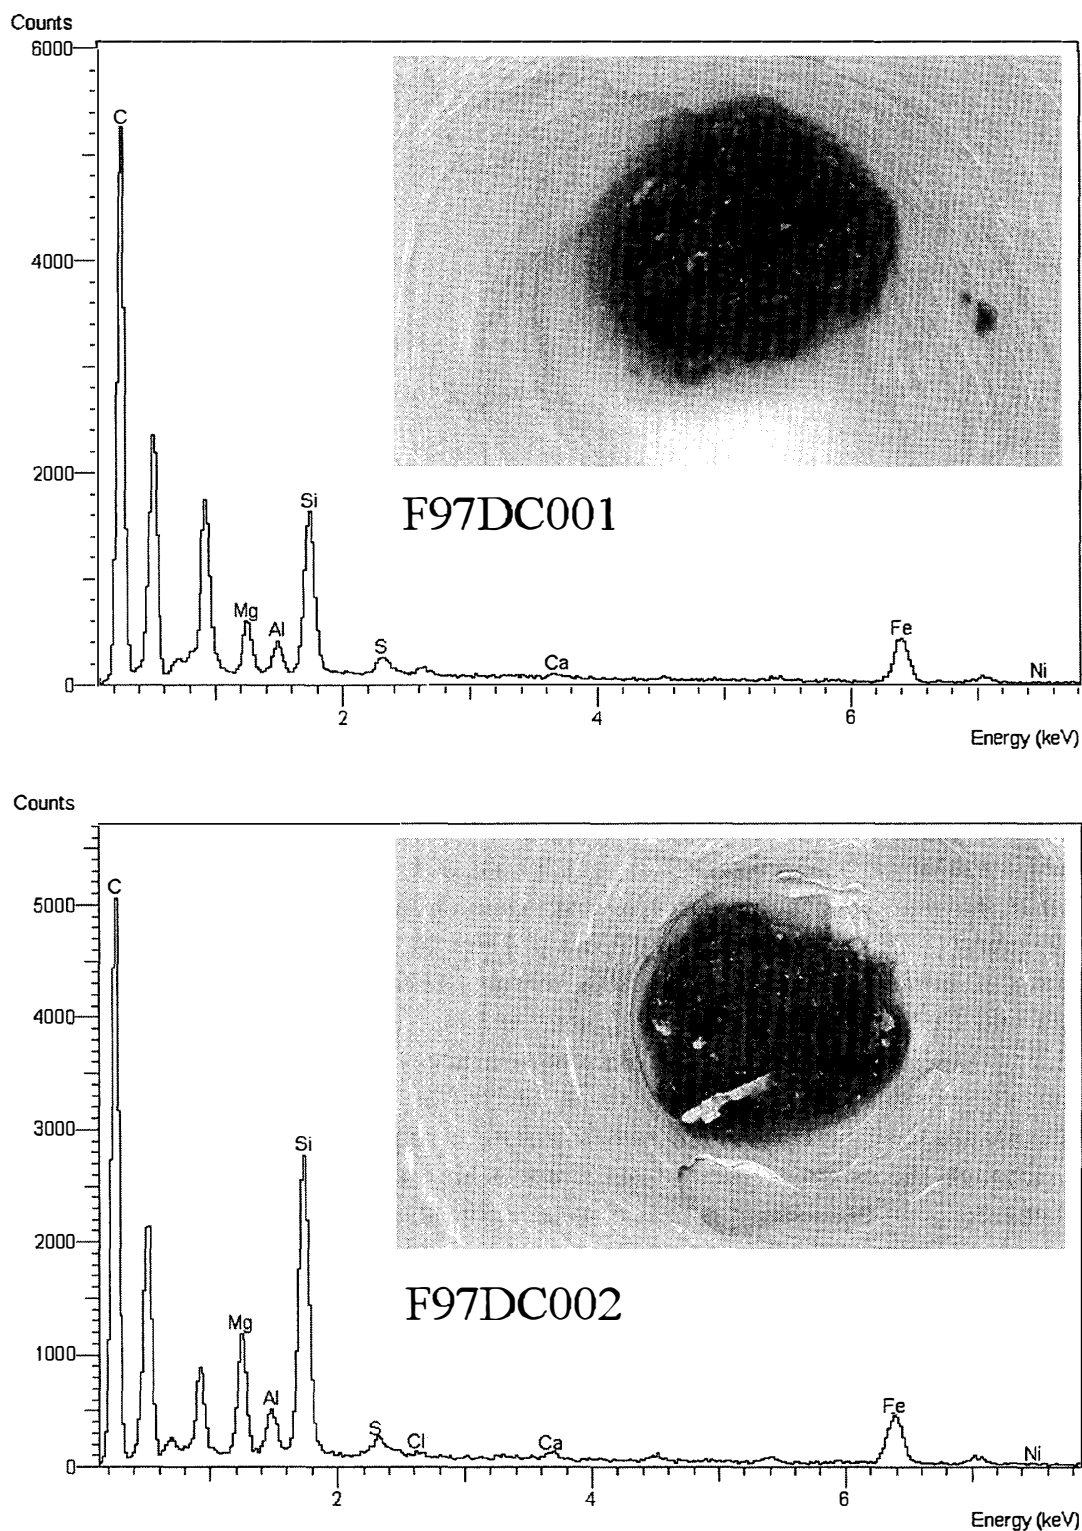 Counts
6000
C
4000
2000
Si
Mg
Al
S
Ca
Fe
Ni
0
F97DC001
2 4 6
Energy (keV)
Counts
C
5000
4000
3000
Si
2000
Mg
1000
Al
S
Cl
Ca
Fe
Ni
0
F97DC002
2 4 6
Energy (keV)